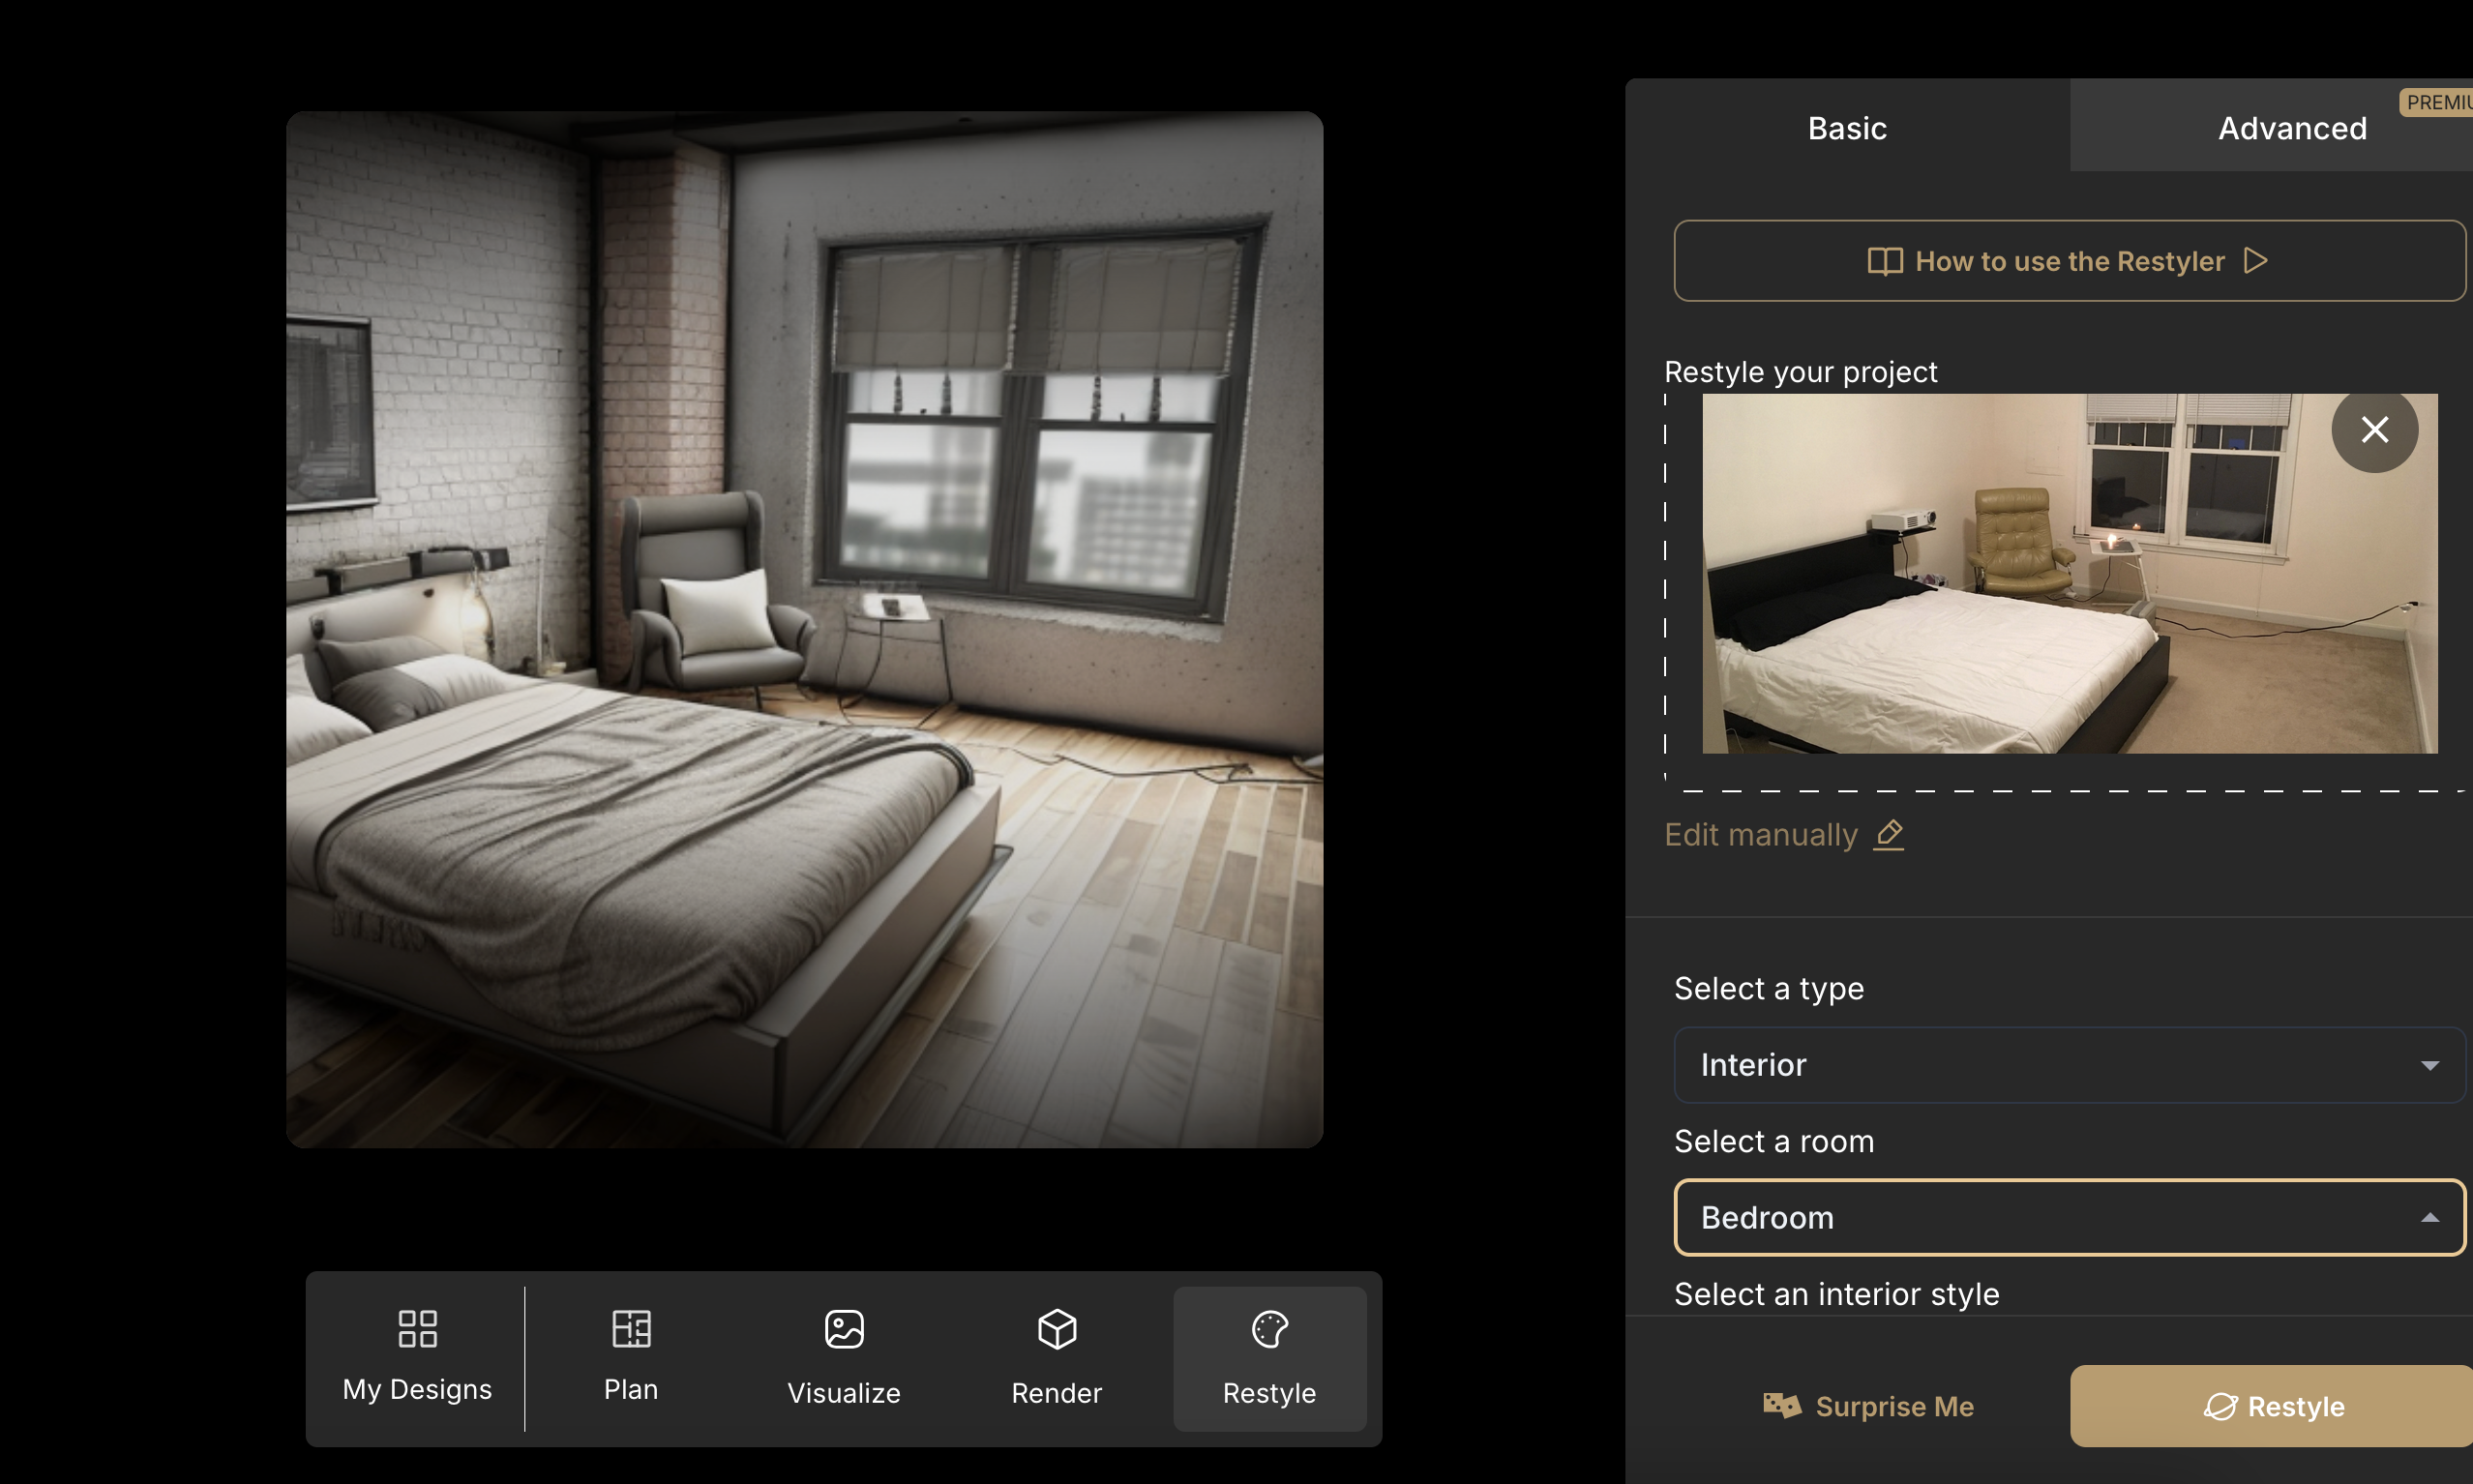 Basic
Advanced
How to use the Restyler
Restyle your project
Edit manually
Select a type
Interior
Select a room
Bedroom
Select an interior style
My Designs
Plan
Visualize
Render
Restyle
Surprise Me
Restyle